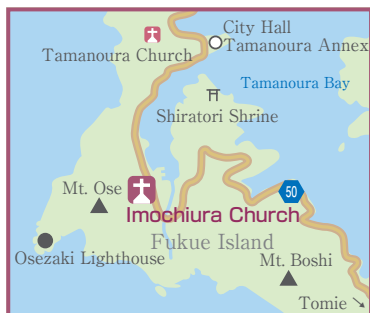 City Hall
Tamanoura Annex
Tamanoura Church
Tamanoura Bay
Shiratori Shrine
50
Mt. Ose
Imochiura Church
Fukue Island
Osezaki Lighthouse
Mt. Boshi
Tomie ↘